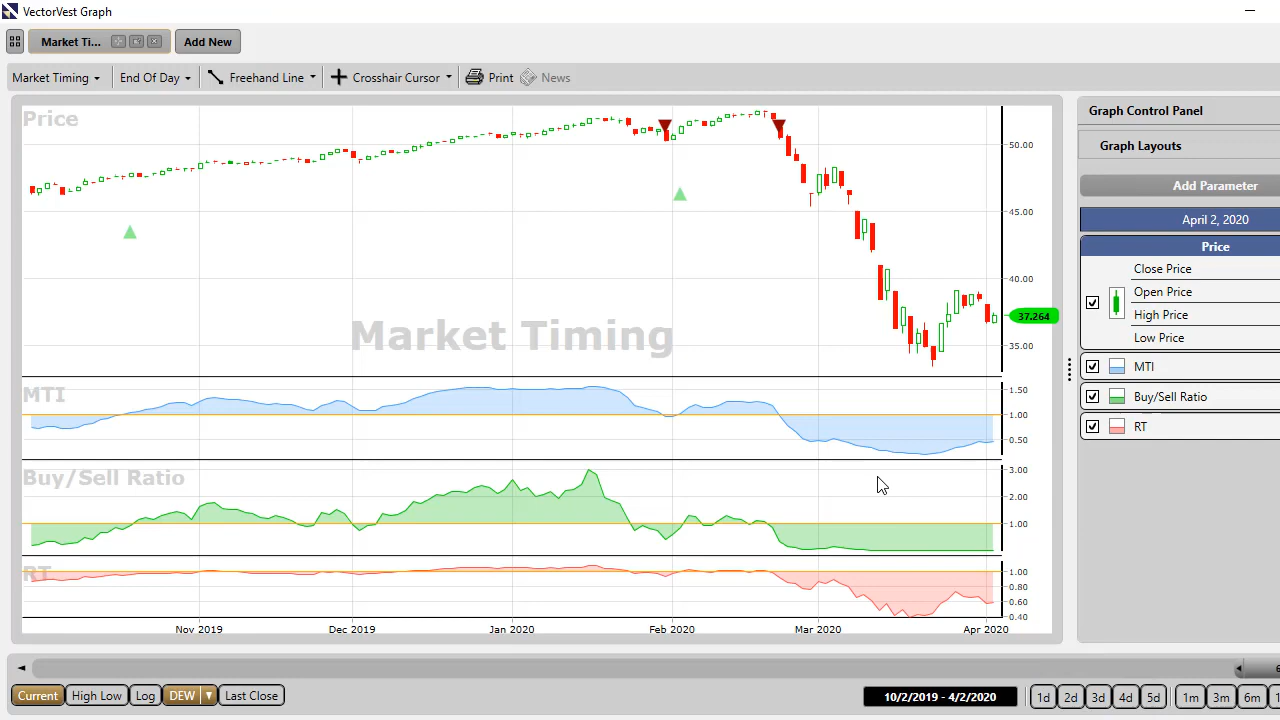 VectorVest Graph
Market Ti...
Add New
Market Timing
End Of Day
Freehand Line
Crosshair Cursor
Print
News
Price
50.00
45.00
40.00
37.264
35.00
Market Timing
MTI
1.50
1.00
0.50
Buy/Sell Ratio
3.00
2.00
1.00
RT
1.00
0.80
0.60
0.40
Nov 2019
Dec 2019
Jan 2020
Feb 2020
Mar 2020
Apr 2020
Graph Control Panel
Graph Layouts
Add Parameter
April 2, 2020
Price
Close Price
Open Price
High Price
Low Price
MTI
Buy/Sell Ratio
RT
Current
High Low
Log
DEW
Last Close
10/2/2019 - 4/2/2020
1d
2d
3d
4d
5d
1m
3m
6m